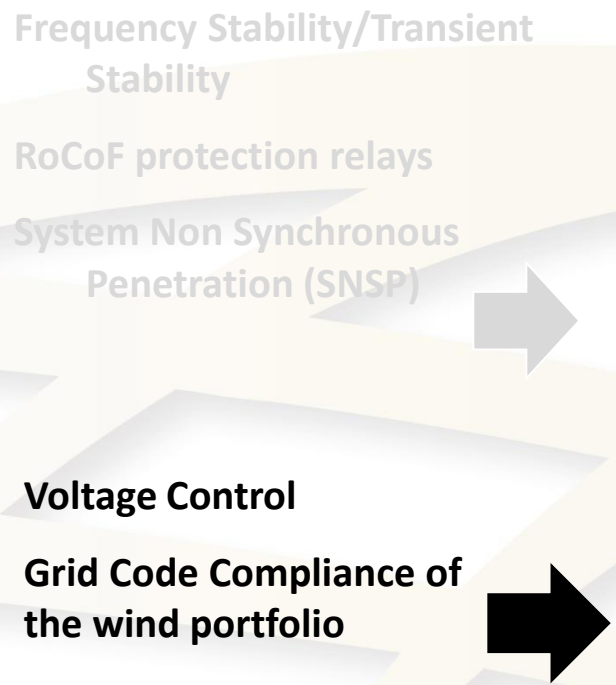 Frequency Stability/Transient
Stability
RoCoF protection relays
System Non Synchronous
Penetration (SNSP)
Voltage Control
Grid Code Compliance of
the wind portfolio